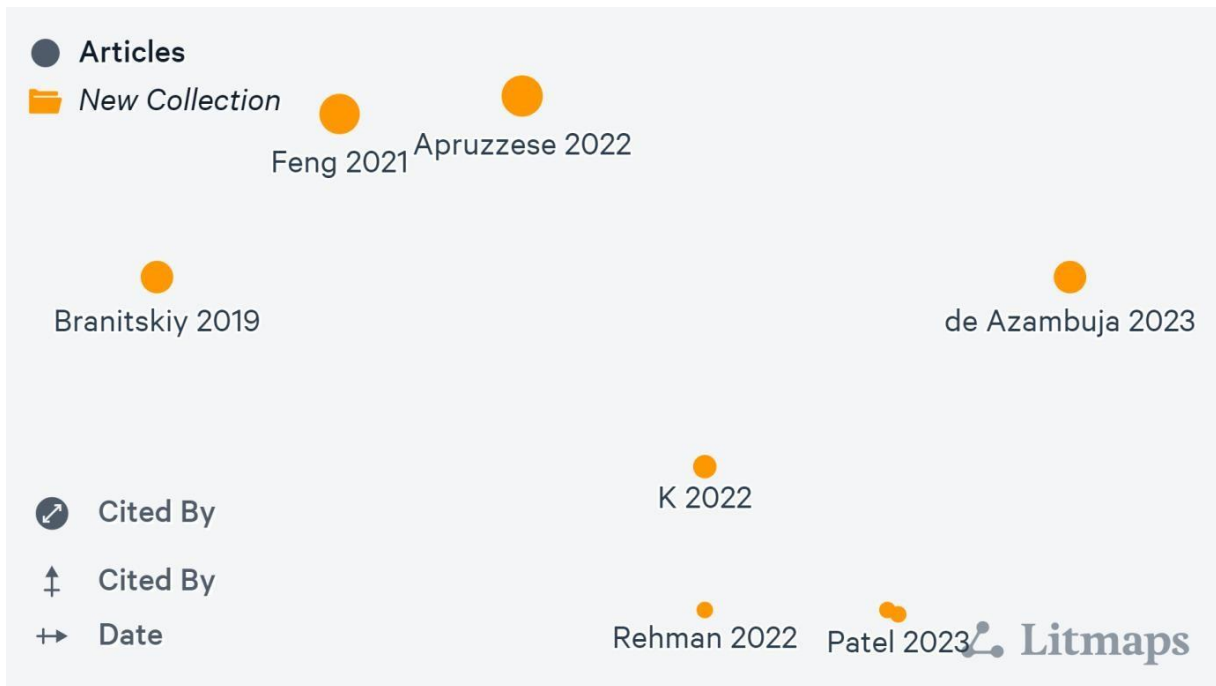 Articles
New Collection
Feng 2021
Apruzzese 2022
Branitskiy 2019
de Azambuja 2023
K 2022
Cited By
Cited By
Date
Rehman 2022
Patel 2023
Litmaps